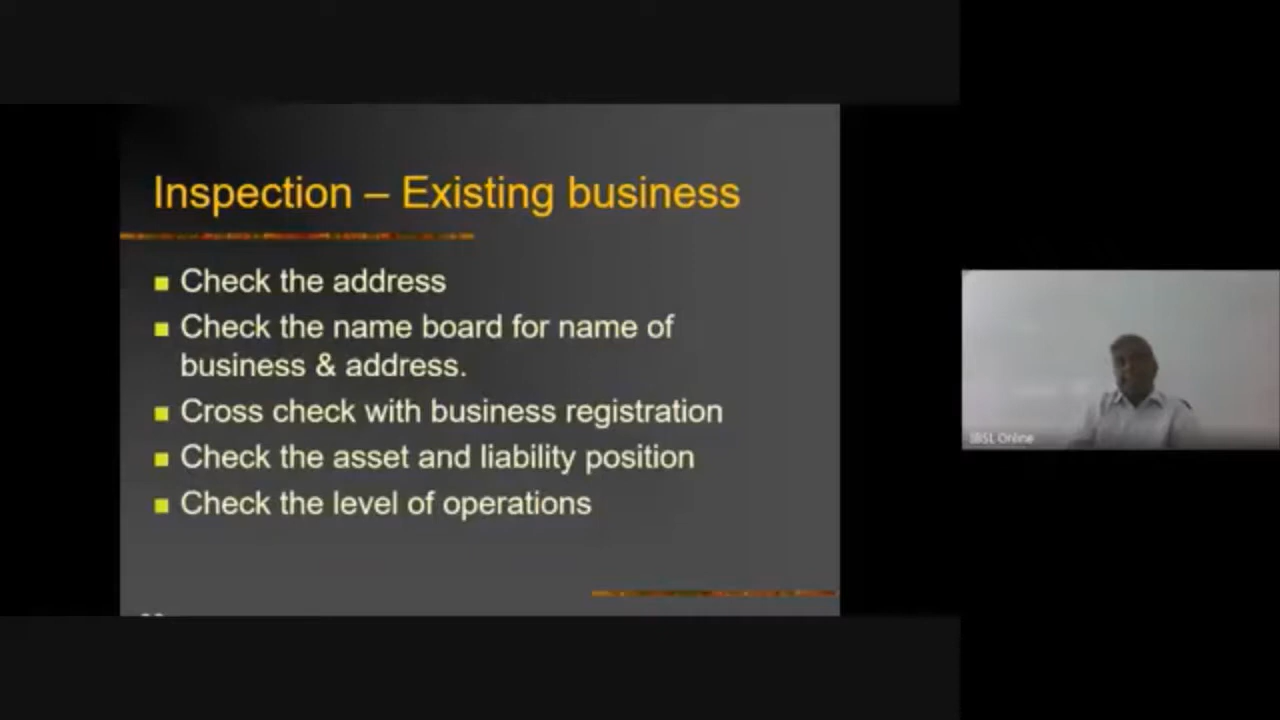 Inspection – Existing business
Check the address
Check the name board for name of
business & address.
Cross check with business registration
Check the asset and liability position
Check the level of operations
IBSL Online